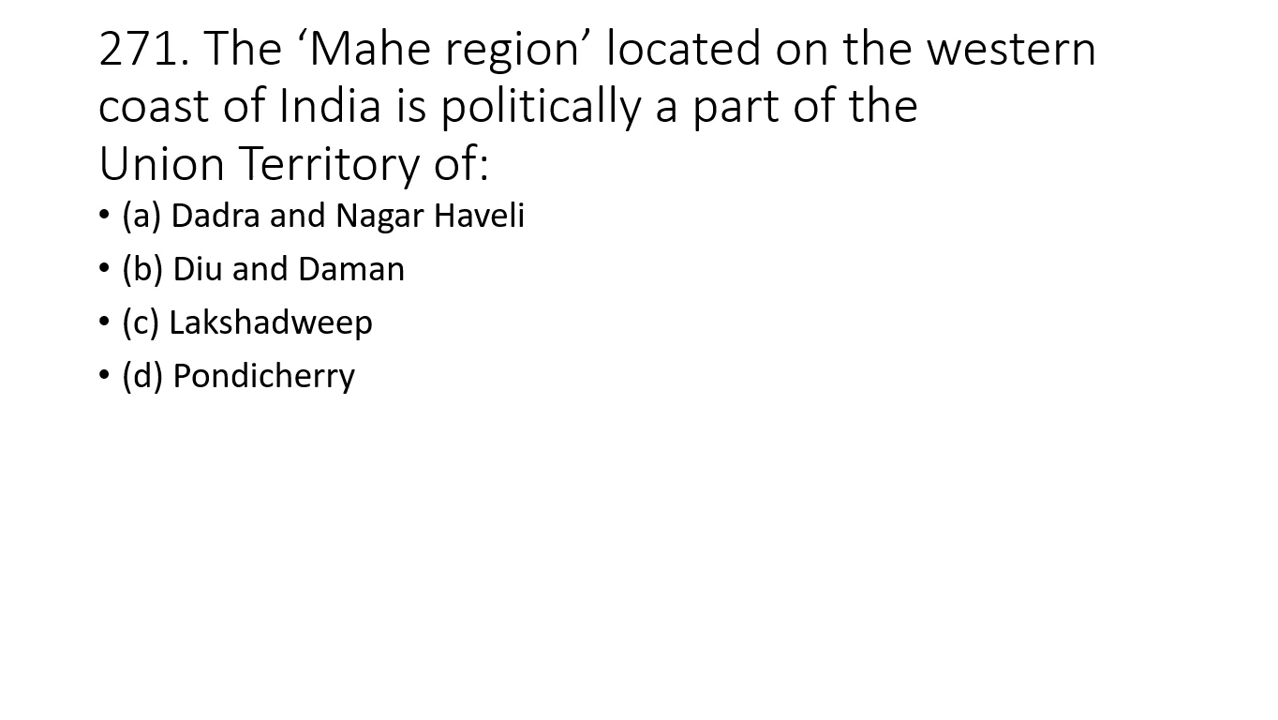 271. The ‘Mahe region’ located on the western
coast of India is politically a part of the
Union Territory of:
• (a) Dadra and Nagar Haveli
• (b) Diu and Daman
• (c) Lakshadweep
• (d) Pondicherry